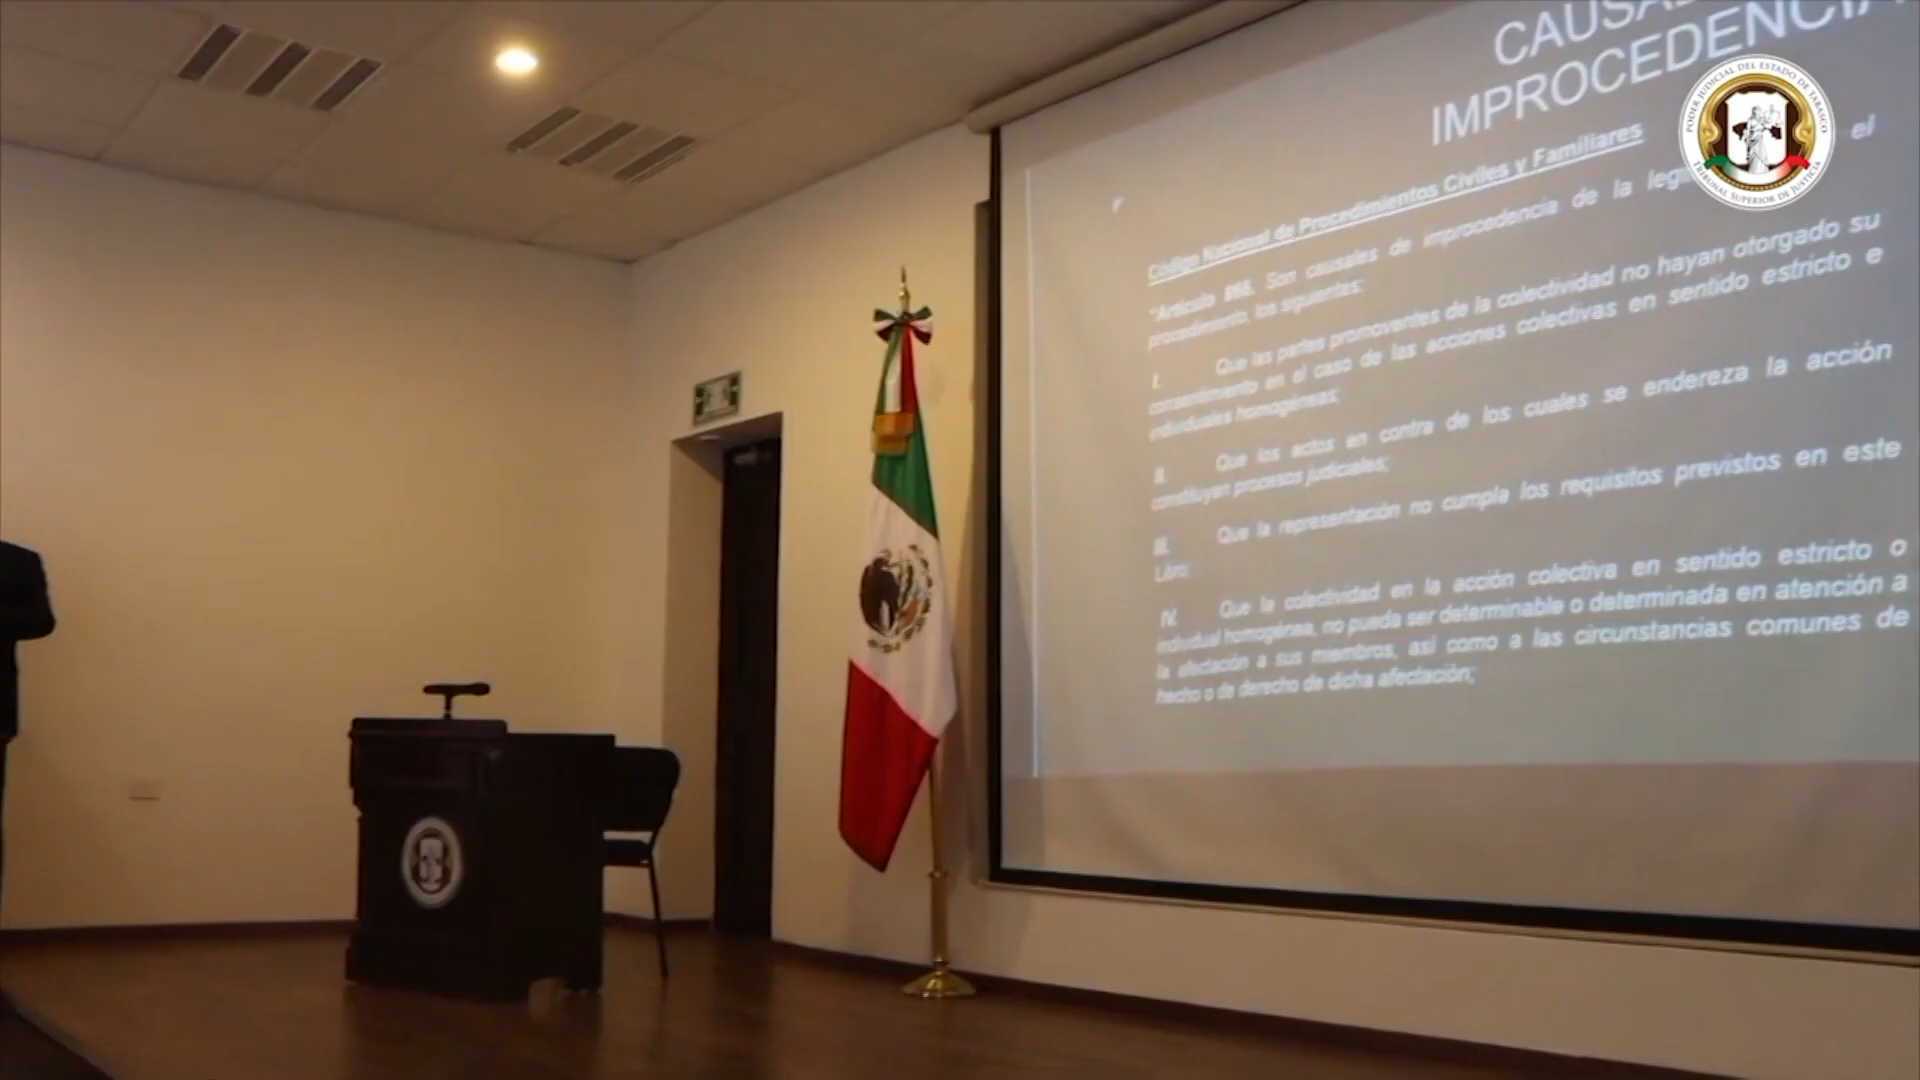 CAUSA
IMPROCEDENCIA
Código Nacional de Procedimientos Civiles y Familiares
"Artículo 865. Son causales de improcedencia de la leg el
procedimiento, los siguientes:
I. Que las partes promoventes de la colectividad no hayan otorgado su
consentimiento en el caso de las acciones colectivas en sentido estricto e
individuales homogéneas;
II. Que los actos en contra de los cuales se endereza la acción
constituyan procesos judiciales;
III. Que la representación no cumpla los requisitos previstos en este
Libro;
IV. Que la colectividad en la acción colectiva en sentido estricto o
individual homogénea, no pueda ser determinable o determinada en atención a
la afectación a sus miembros, así como a las circunstancias comunes de
hecho o de derecho de dicha afectación;
PODER JUDICIAL DEL ESTADO DE TABASCO
TRIBUNAL SUPERIOR DE JUSTICIA